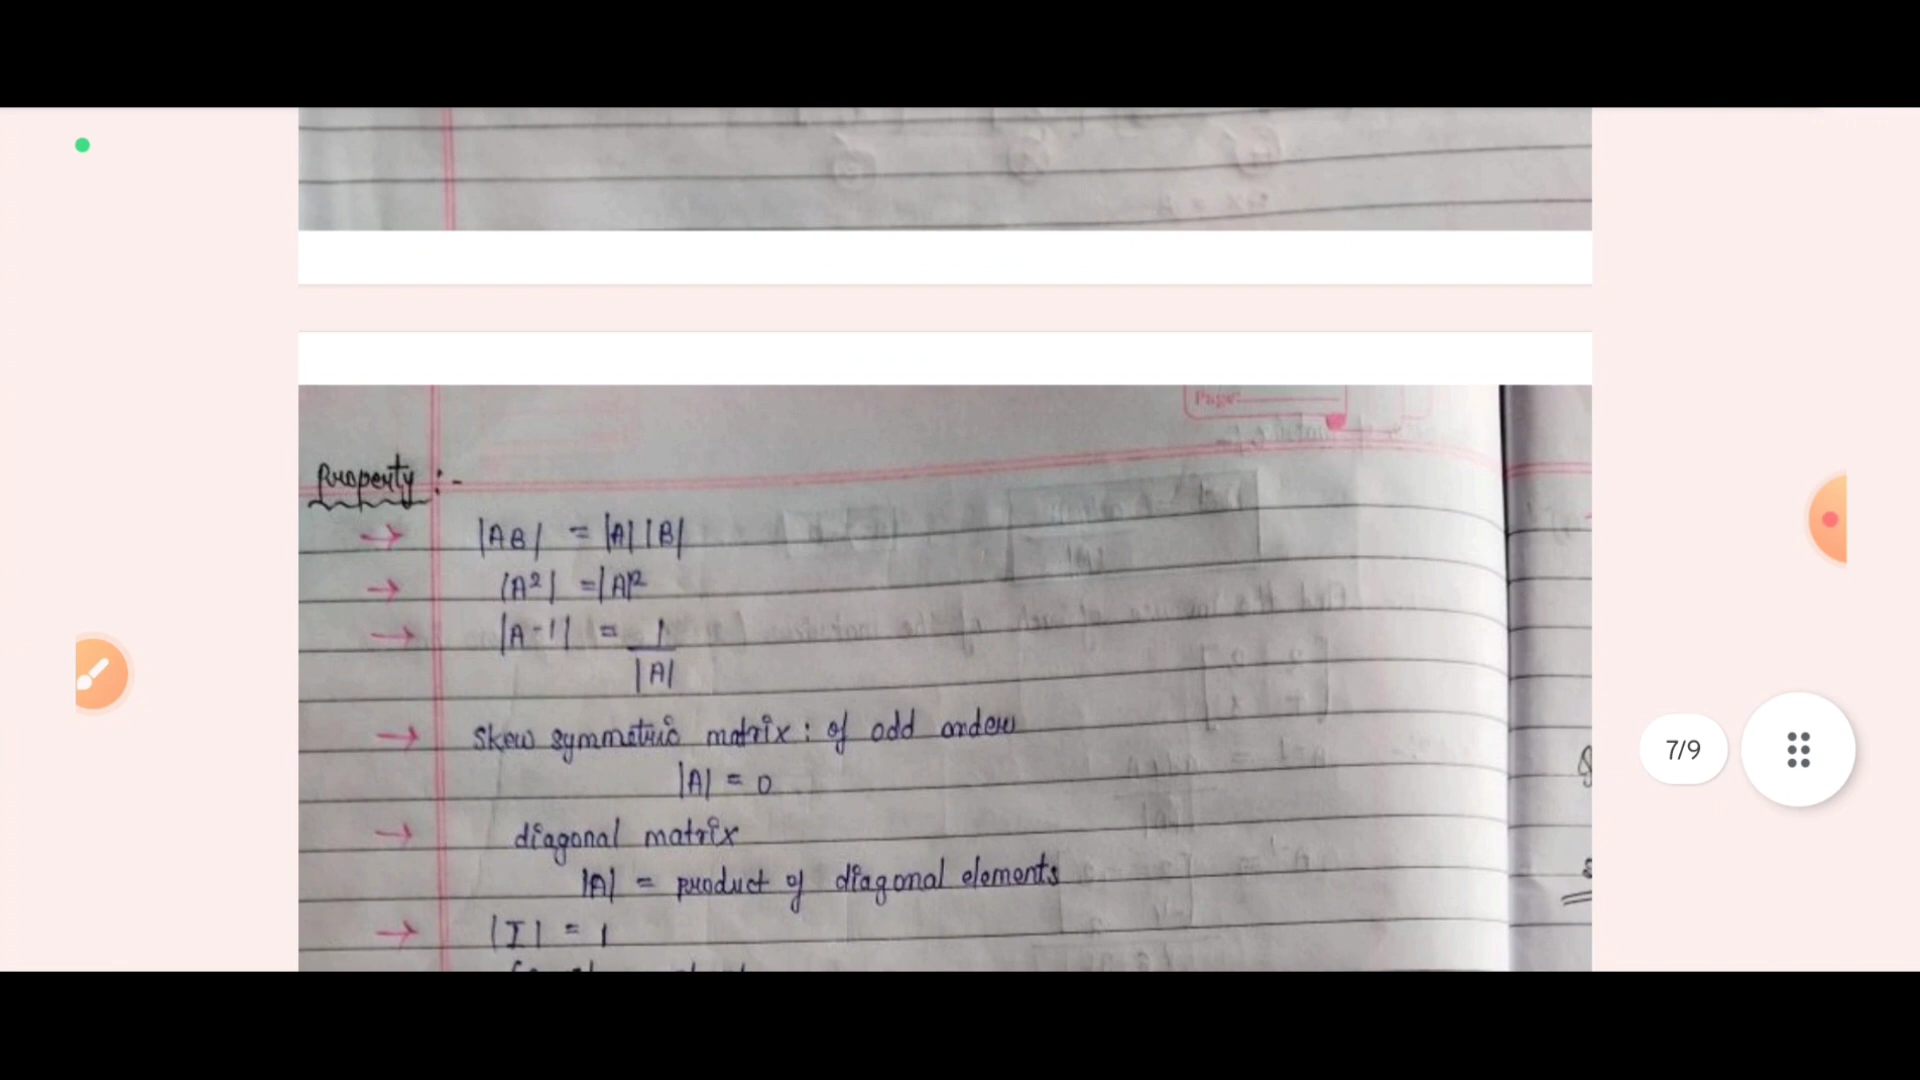 Page:
Property :-
→ |AB| = |A||B|
→ |A²| = |A|²
→ |A-1| = 1
|A|
→ Skew symmetric matrix : of odd order
|A| = 0
→ diagonal matrix
|A| = product of diagonal elements
→ |I| = 1
7/9